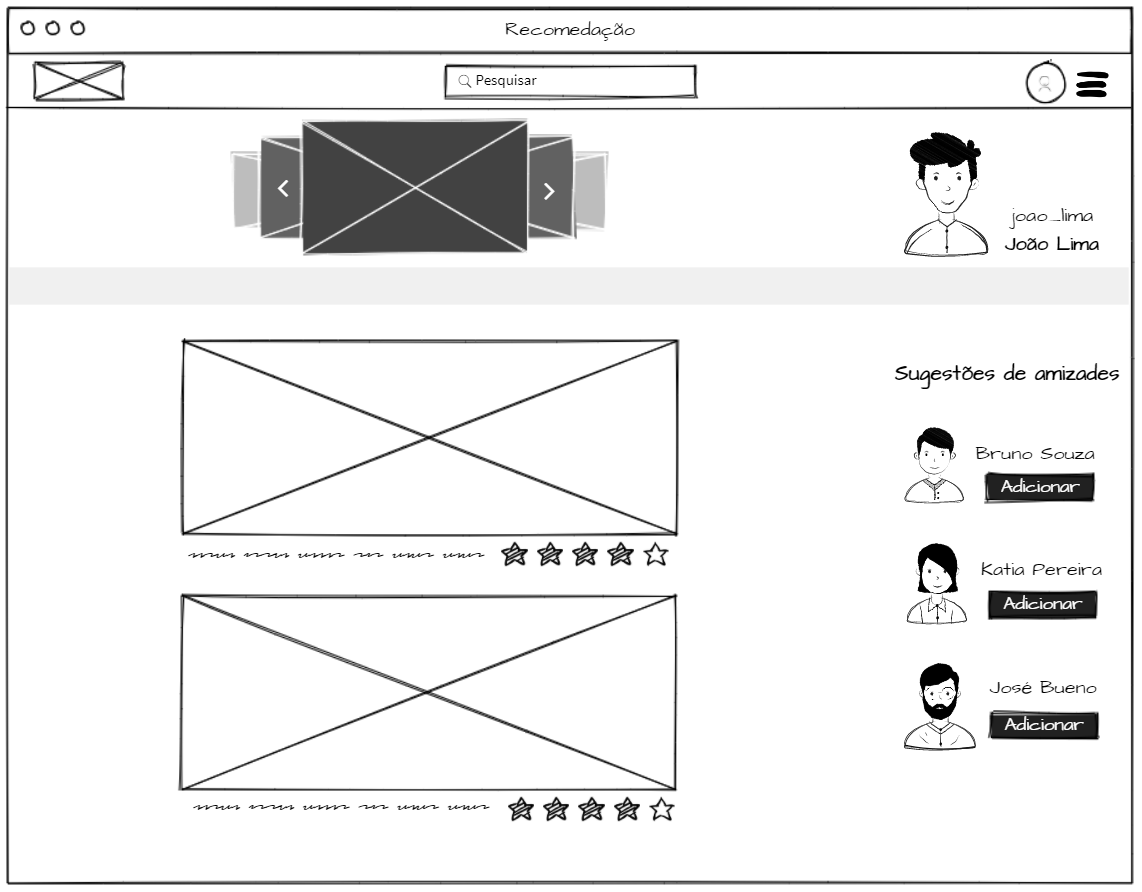 Recomedação
Pesquisar
joao_lima
João Lima
Sugestões de amizades
Bruno Souza
Adicionar
Katia Pereira
Adicionar
José Bueno
Adicionar